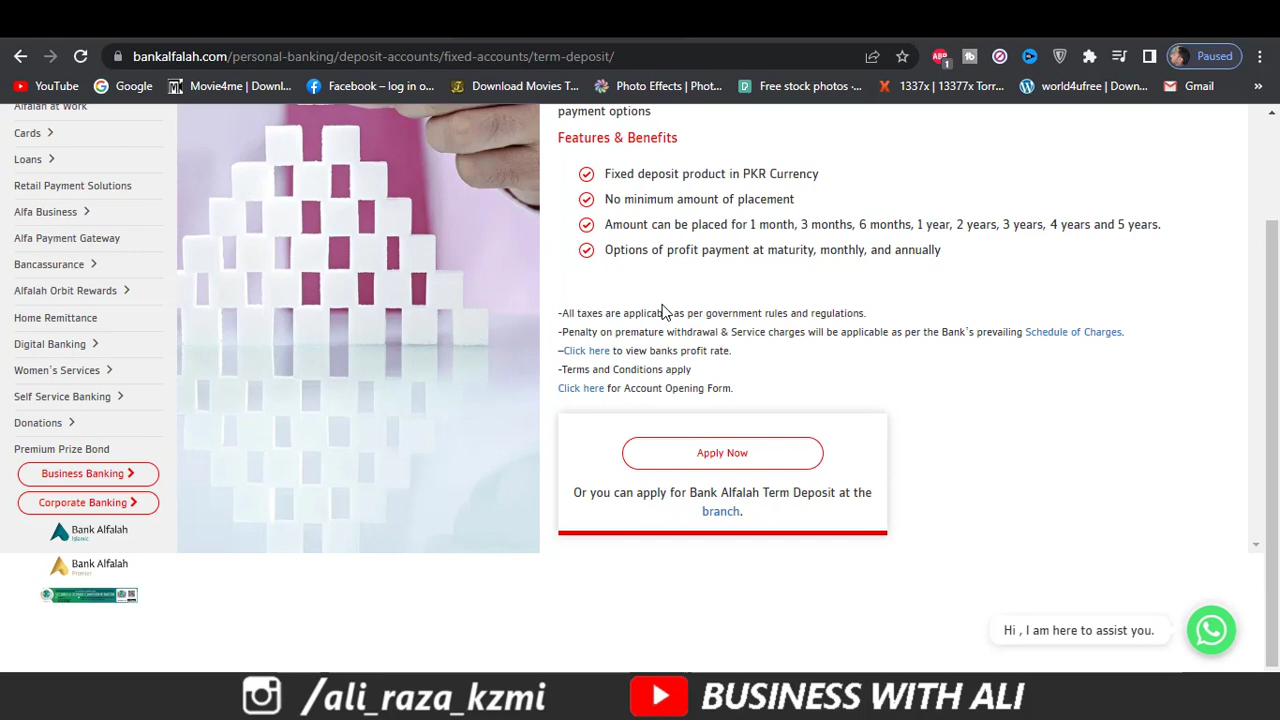 bankalfalah.com/personal-banking/deposit-accounts/fixed-accounts/term-deposit/
ABP
1
Paused
YouTube
Google
Movie4me | Downl...
Facebook – log in o...
Download Movies T...
Photo Effects | Phot...
Free stock photos ·...
1337x | 13377x Torr...
world4ufree | Down...
Gmail
»
Alfalah at Work
Cards
Loans
Retail Payment Solutions
Alfa Business
Alfa Payment Gateway
Bancassurance
Alfalah Orbit Rewards
Home Remittance
Digital Banking
Women's Services
Self Service Banking
Donations
Premium Prize Bond
Business Banking
Corporate Banking
Bank Alfalah
Islamic
Bank Alfalah
Premier
payment options
Features & Benefits
Fixed deposit product in PKR Currency
No minimum amount of placement
Amount can be placed for 1 month, 3 months, 6 months, 1 year, 2 years, 3 years, 4 years and 5 years.
Options of profit payment at maturity, monthly, and annually
-All taxes are applicable as per government rules and regulations.
-Penalty on premature withdrawal & Service charges will be applicable as per the Bank's prevailing Schedule of Charges.
–Click here to view banks profit rate.
-Terms and Conditions apply
Click here for Account Opening Form.
Apply Now
Or you can apply for Bank Alfalah Term Deposit at the
branch.
Hi , I am here to assist you.
/ali_raza_kzmi
BUSINESS WITH ALI